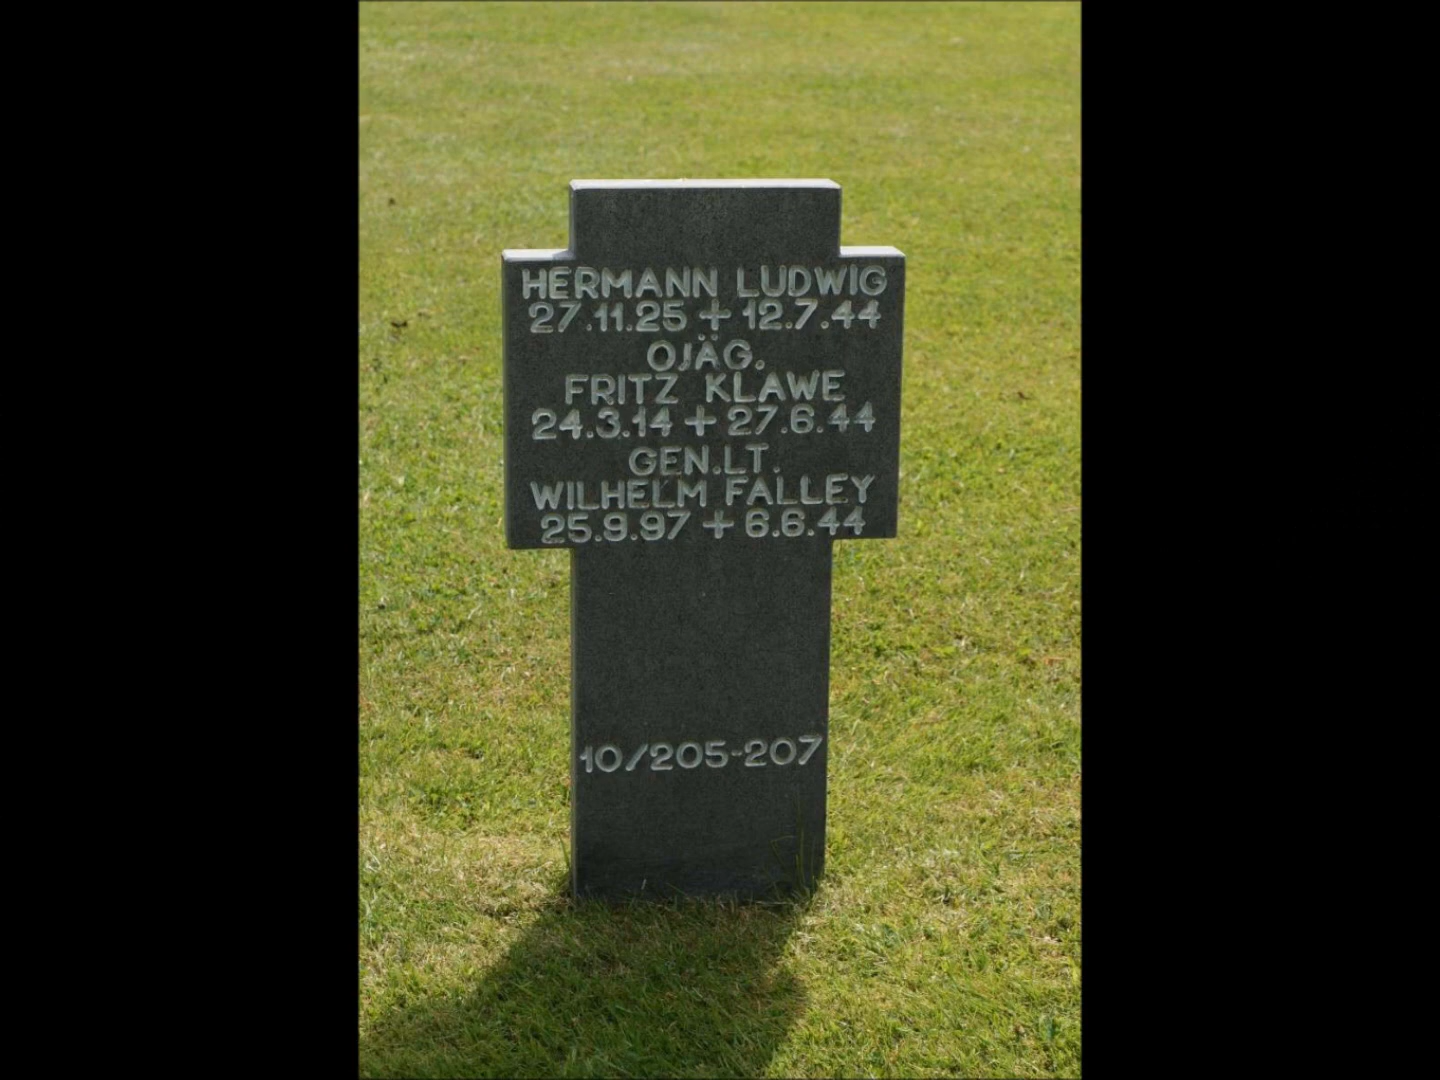 HERMANN LUDWIG
27.11.25 + 12.7.44
OJÄG.
FRITZ KLAWE
24.3.14 + 27.6.44
GEN.LT.
WILHELM FALLEY
25.9.97 + 6.6.44
10/205-207